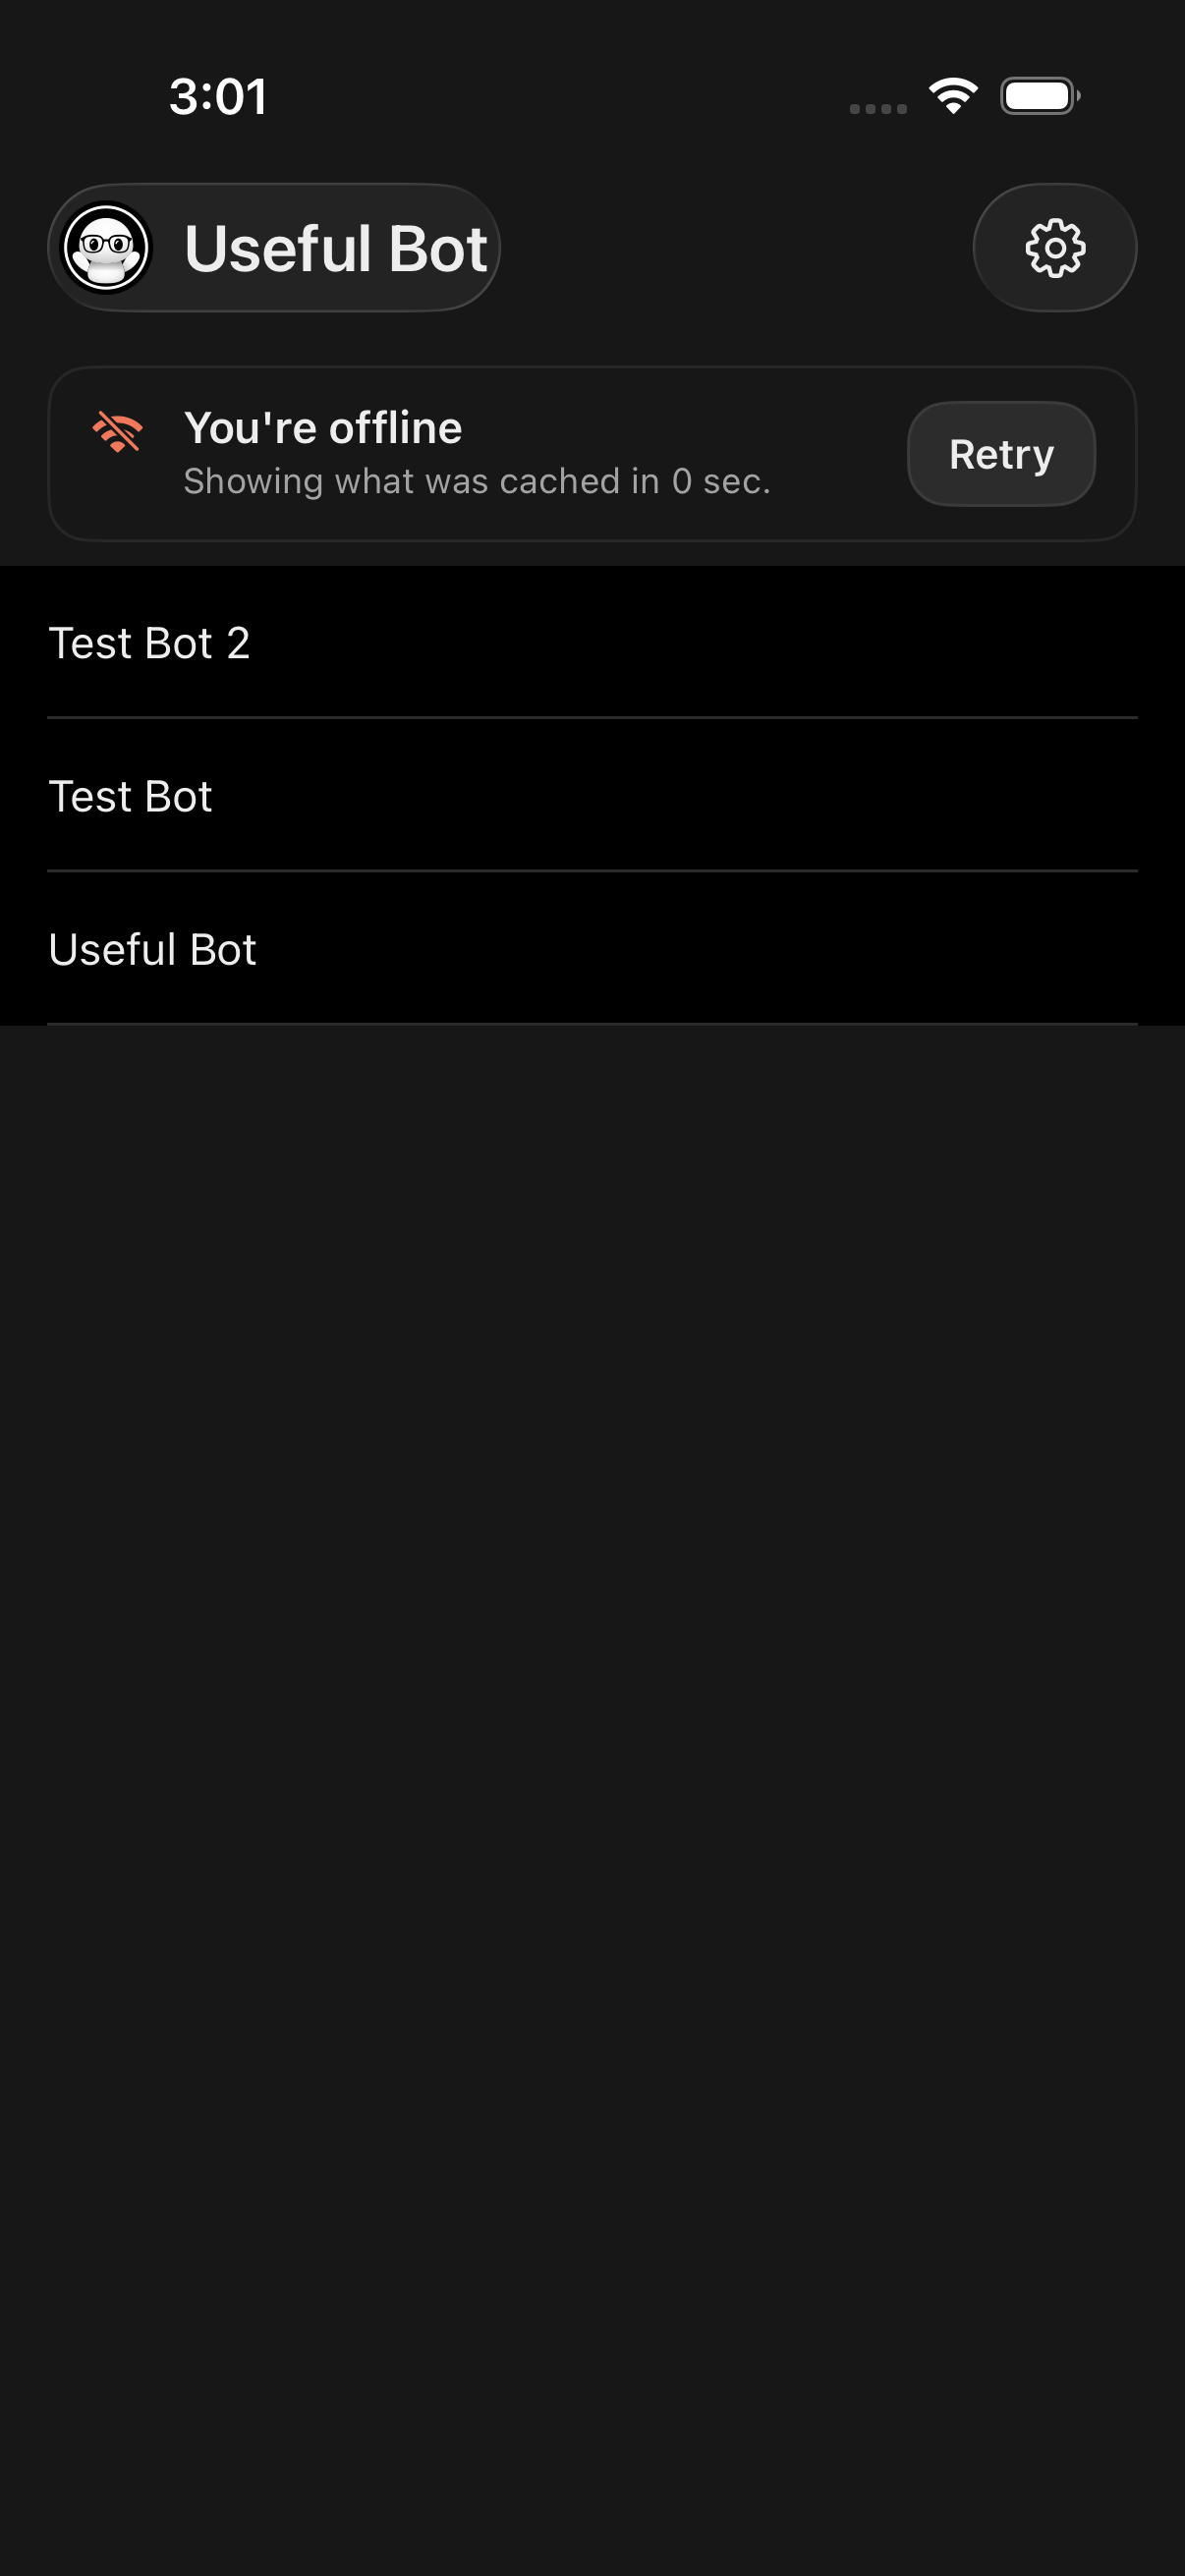 3:01
Useful Bot
You're offline
Showing what was cached in 0 sec.
Retry
Test Bot 2
Test Bot
Useful Bot